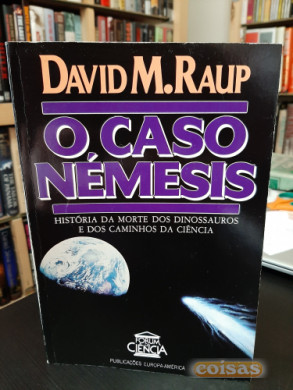 DAVID M. RAUP
O CASO
NÉMESIS
HISTÓRIA DA MORTE DOS DINOSSAUROS
E DOS CAMINHOS DA CIÊNCIA
FORUM DA
CIÊNCIA
PUBLICAÇÕES EUROPA-AMÉRICA
coisas